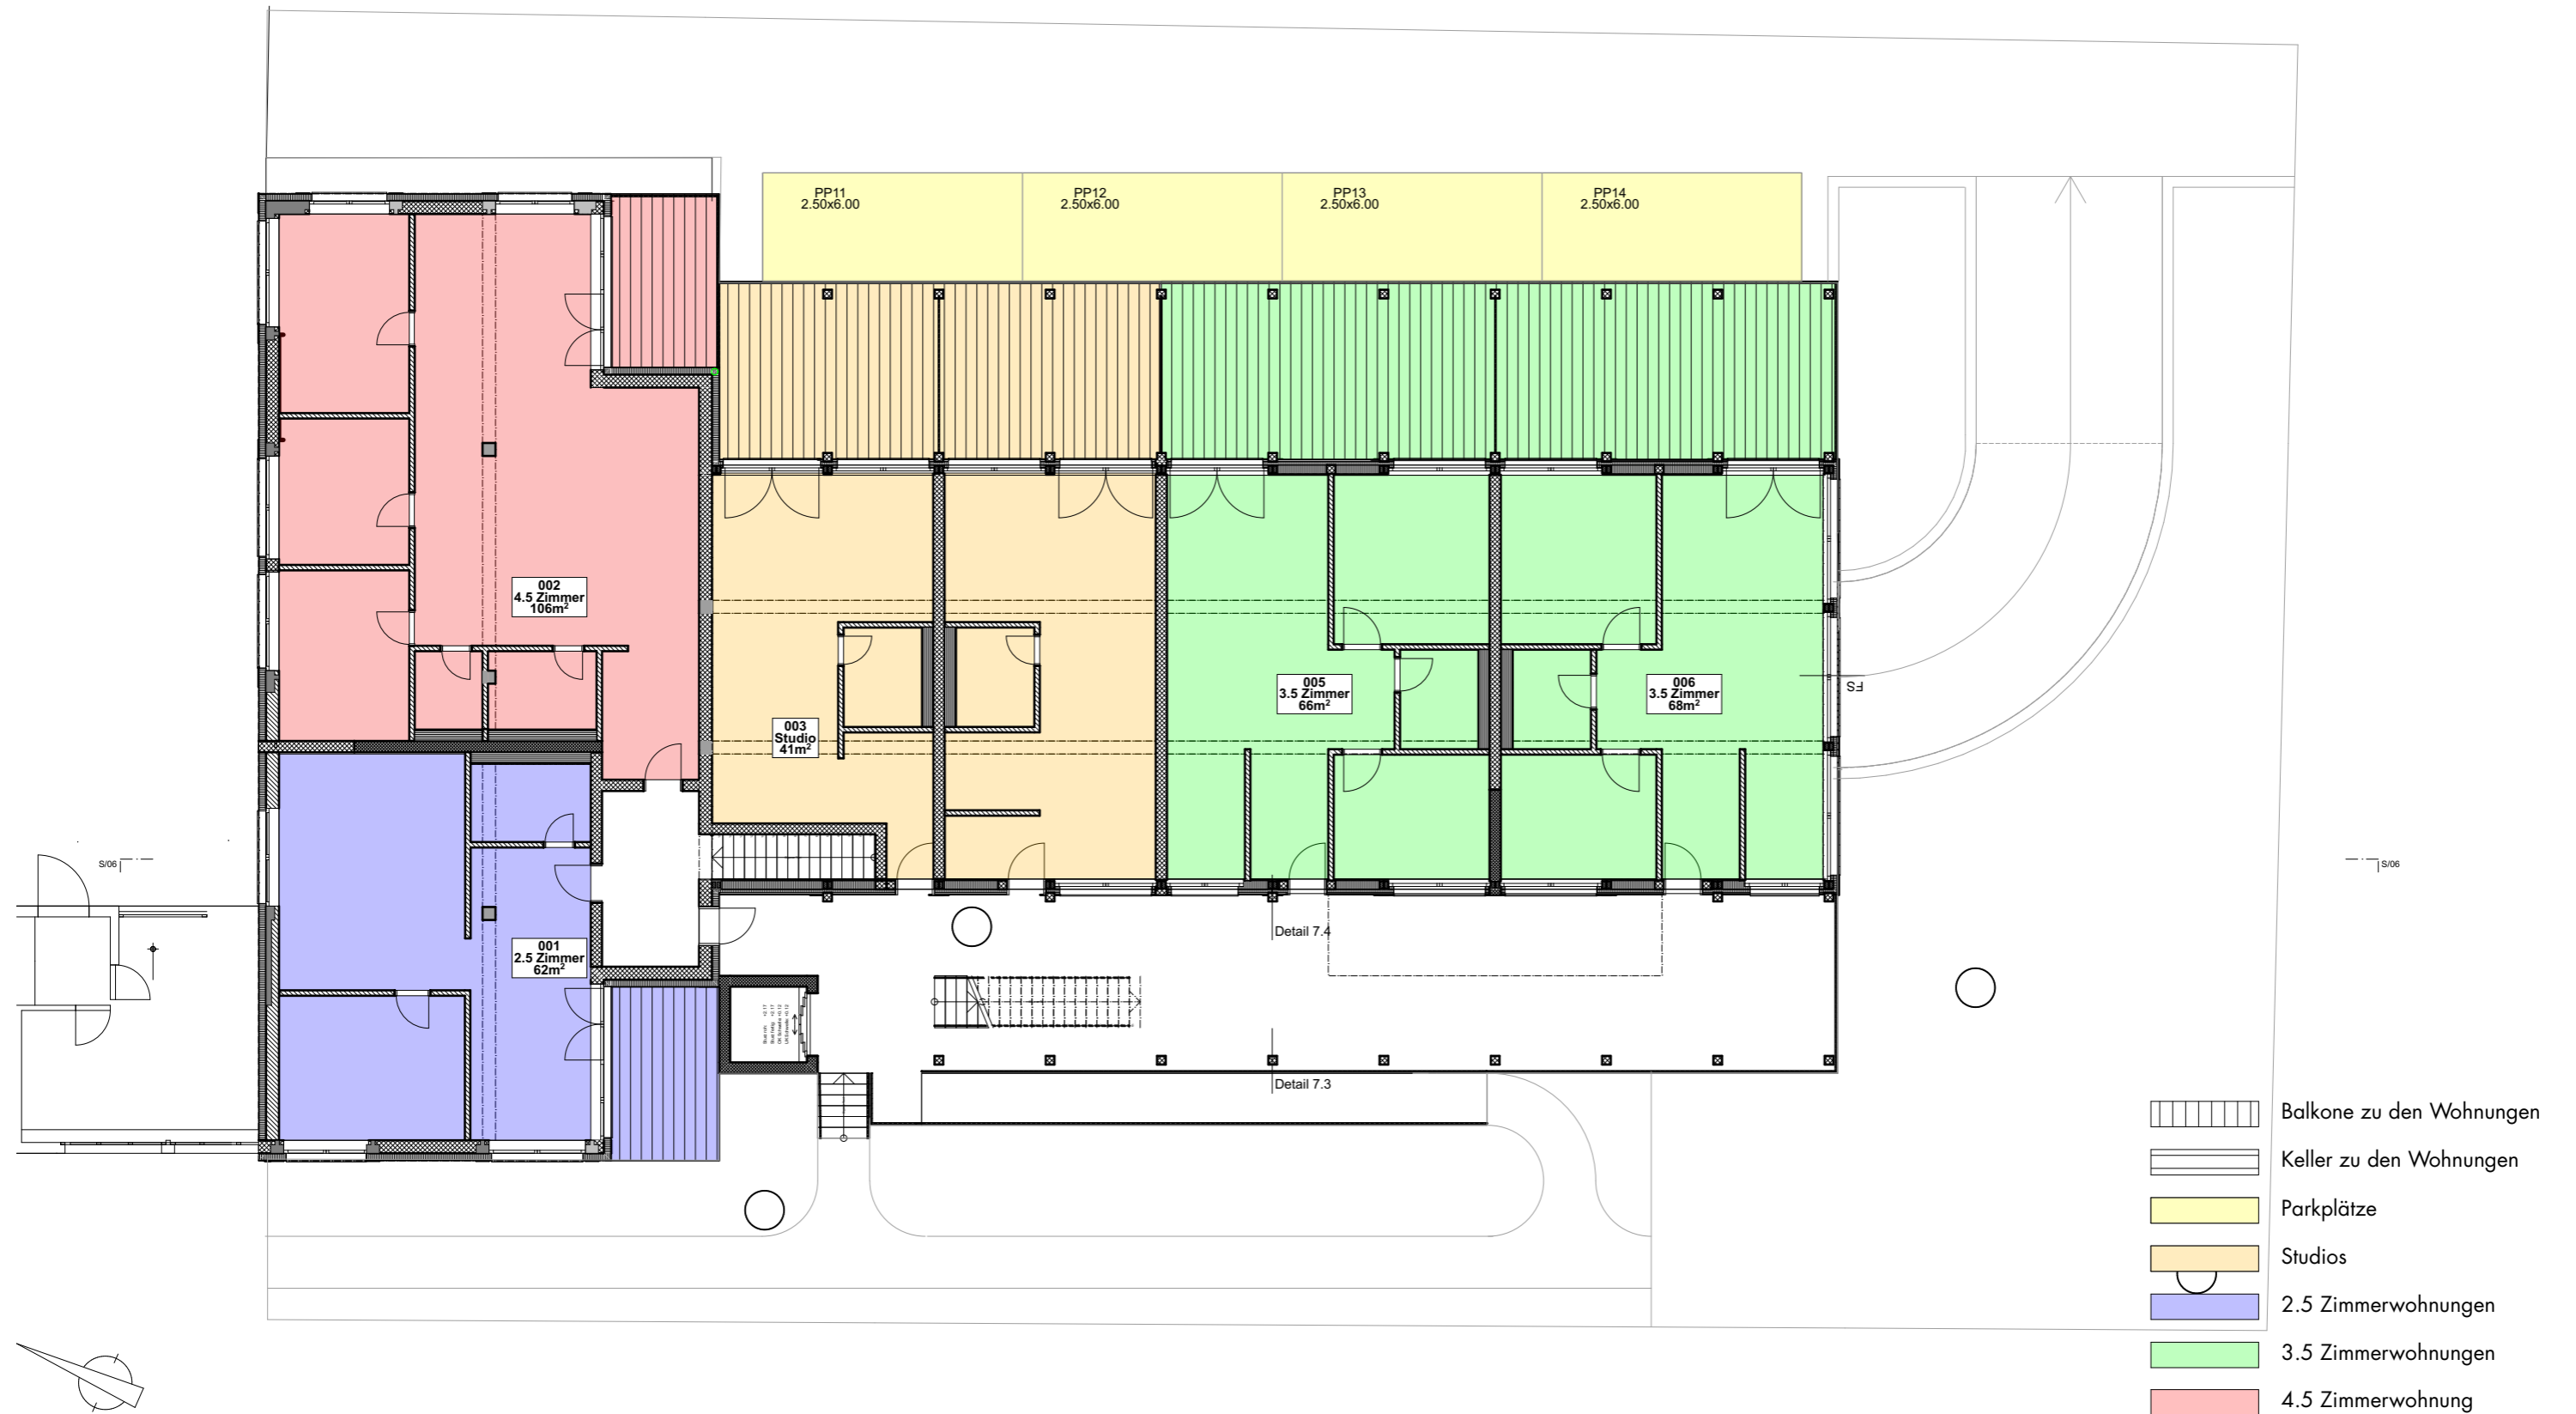 PP11
2.50x6.00
PP12
2.50x6.00
PP13
2.50x6.00
PP14
2.50x6.00
002
4.5 Zimmer
106m²
003
Studio
41m²
005
3.5 Zimmer
66m²
006
3.5 Zimmer
68m²
FS
S/06
S/06
001
2.5 Zimmer
62m²
Detail 7.4
Detail 7.3
Balkone zu den Wohnungen
Keller zu den Wohnungen
Parkplätze
Studios
2.5 Zimmerwohnungen
3.5 Zimmerwohnungen
4.5 Zimmerwohnung